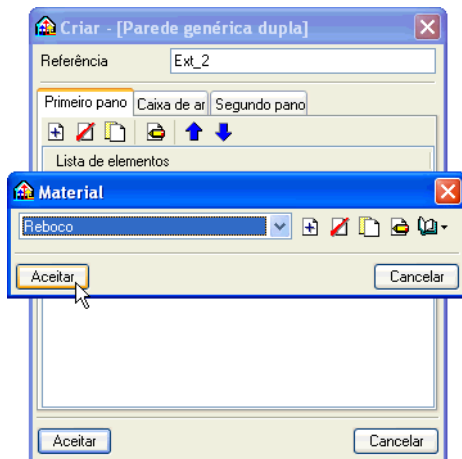 Criar - [Parede genérica dupla]
Referência Ext_2
Primeiro pano Caixa de ar Segundo pano
Lista de elementos
Material
Reboco
Aceitar Cancelar
Aceitar Cancelar